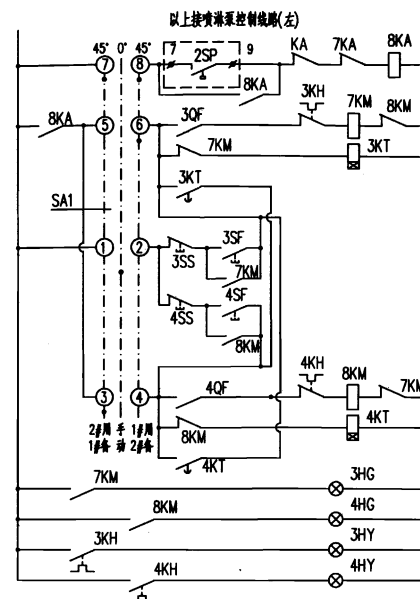 以上接喷淋泵控制线路(左)
45° 0° 45°
7 8 7 2SP 9 KA 7KA 8KA
8KA
8KA 5 6 3QF 3KH 7KM 8KM
7KM 3KT
3KT
SA1
1 2 3SS 3SF
7KM
4SS 4SF
8KM
3 4 4QF 4KH 8KM 7KM
8KM 4KT
4KT
2#用 手 1#用
1#备 动 2#备
7KM 3HG
8KM 4HG
3KH 3HY
4KH 4HY